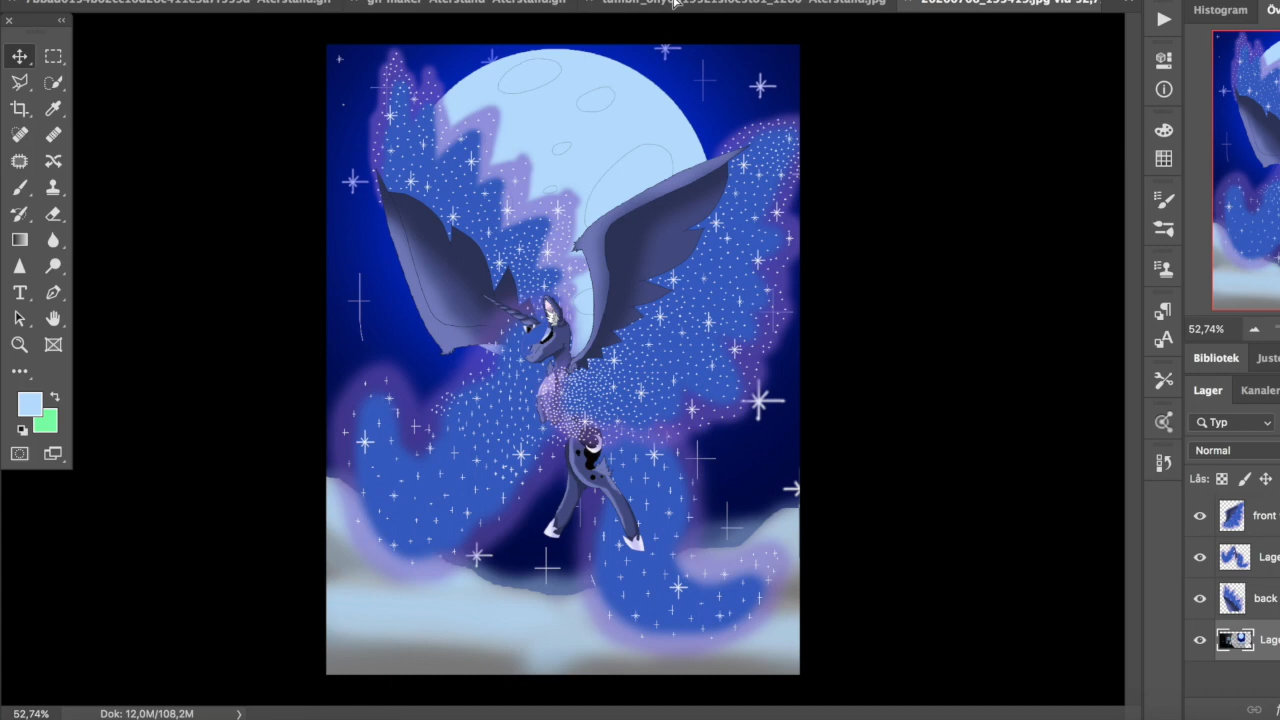 Histogram
Öv
52,74%
Bibliotek
Juste
Lager
Kanaler
Typ
Normal
Lås:
front
Lage
back
Lage
52,74%
Dok: 12,0M/108,2M